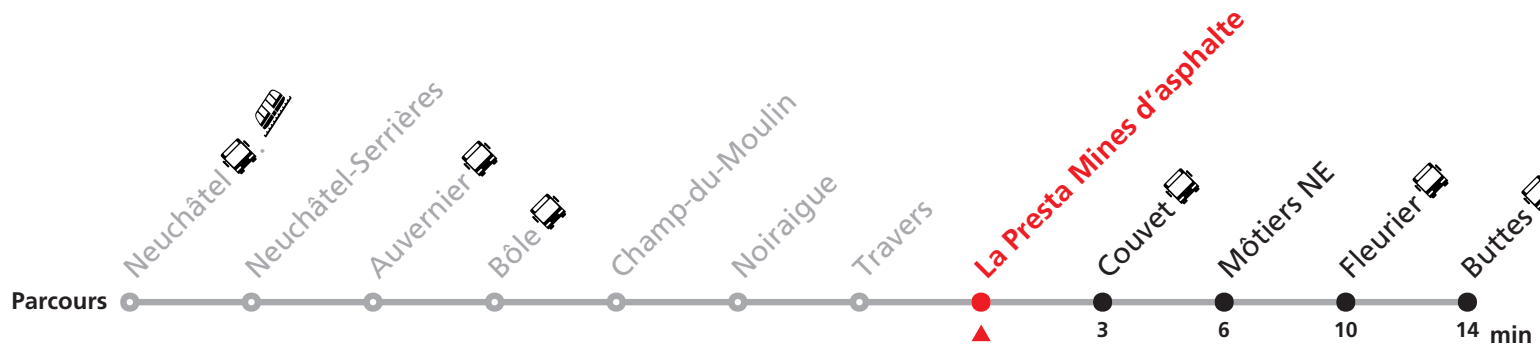 Neuchâtel
Neuchâtel-Serrières
Auvernier
Bôle
Champ-du-Moulin
Noiraigue
Travers
La Presta Mines d'asphalte
Couvet
Môtiers NE
Fleurier
Buttes
Parcours
3 6 10 14 min